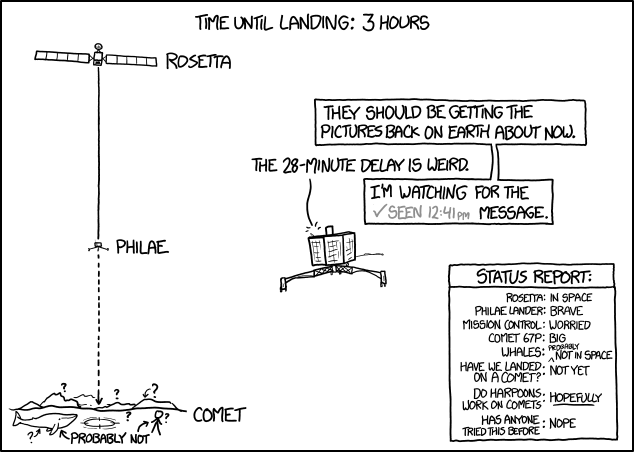 TIME UNTIL LANDING: 3 HOURS
ROSETTA
THEY SHOULD BE GETTING THE
PICTURES BACK ON EARTH ABOUT NOW.
THE 28-MINUTE DELAY IS WEIRD.
I'M WATCHING FOR THE
✓SEEN 12:41PM MESSAGE.
PHILAE
STATUS REPORT:
ROSETTA: IN SPACE
PHILAE LANDER: BRAVE
MISSION CONTROL: WORRIED
COMET 67P: BIG
WHALES: PROBABLY NOT IN SPACE
HAVE WE LANDED
ON A COMET?: NOT YET
DO HARPOONS
WORK ON COMETS: HOPEFULLY
HAS ANYONE
TRIED THIS BEFORE: NOPE
? ? ?
COMET
? ?
? PROBABLY NOT